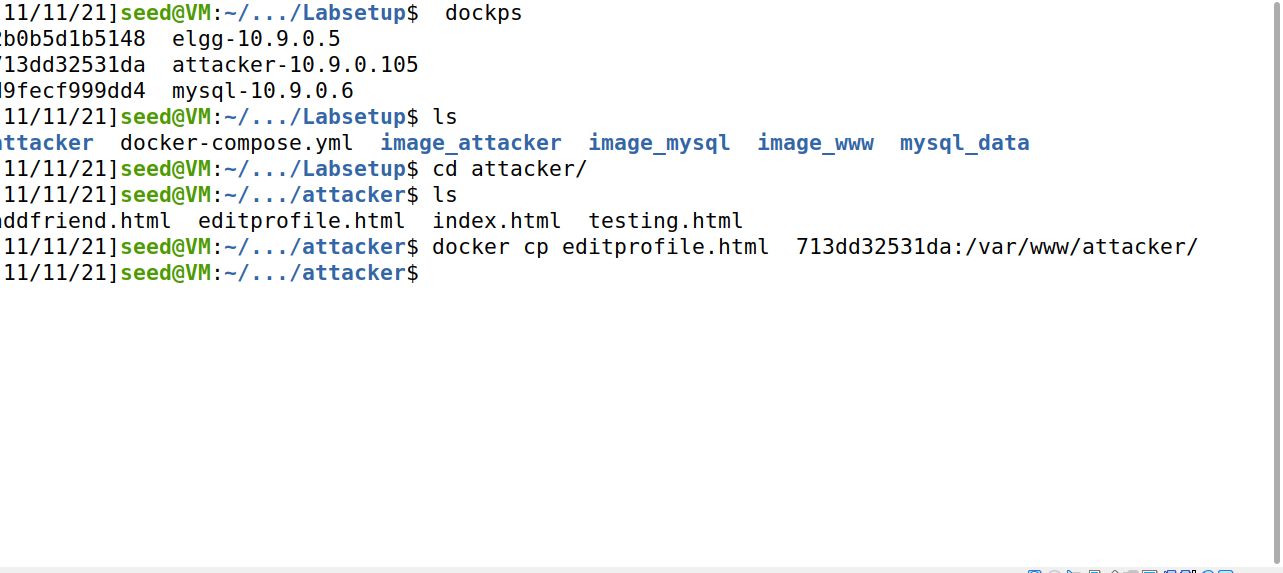 11/11/21]seed@VM:~/.../Labsetup$  dockps
b0b5d1b5148  elgg-10.9.0.5
713dd32531da  attacker-10.9.0.105
9fecf999dd4  mysql-10.9.0.6
11/11/21]seed@VM:~/.../Labsetup$ ls
attacker  docker-compose.yml  image_attacker  image_mysql  image_www  mysql_data
11/11/21]seed@VM:~/.../Labsetup$ cd attacker/
11/11/21]seed@VM:~/.../attacker$ ls
addfriend.html  editprofile.html  index.html  testing.html
11/11/21]seed@VM:~/.../attacker$ docker cp editprofile.html  713dd32531da:/var/www/attacker/
11/11/21]seed@VM:~/.../attacker$